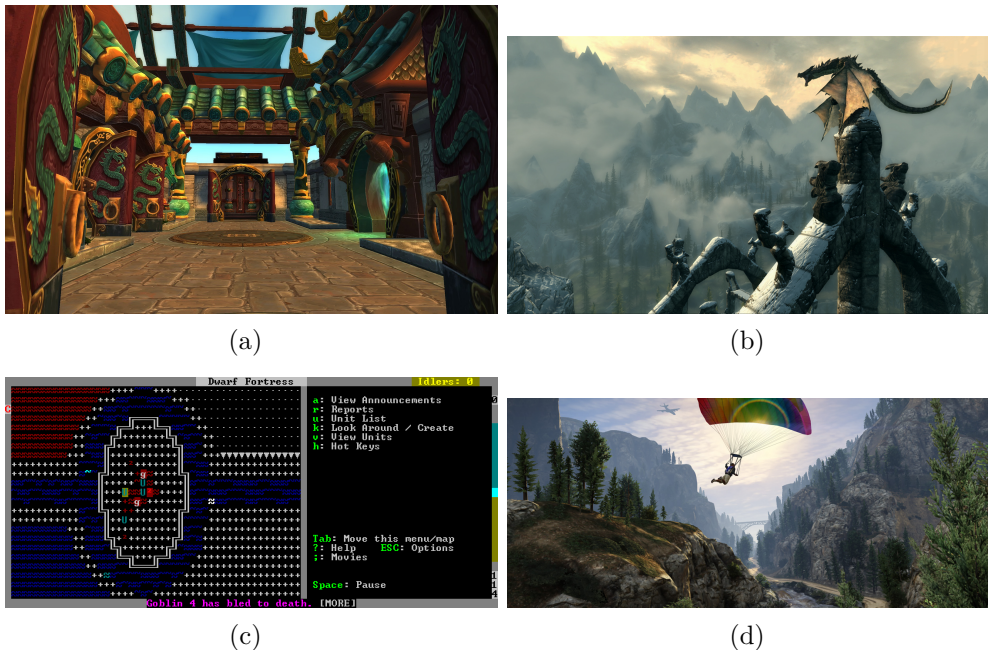 (a)
(b)
Dwarf Fortress
Idlers: 0
a: View Announcements
r: Reports
u: Unit List
k: Look Around / Create
v: View Units
h: Hot Keys
Tab: Move this menu/map
?: Help ESC: Options
;: Movies
Space: Pause
Goblin 4 has bled to death. [MORE]
(c)
(d)